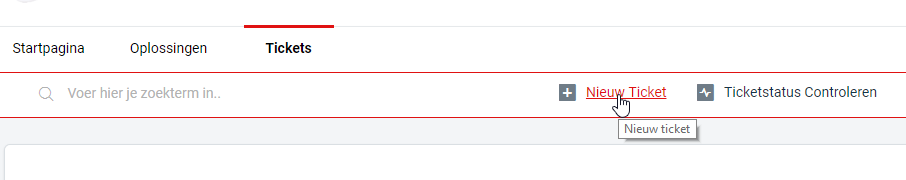 Startpagina Oplossingen Tickets
Voer hier je zoekterm in.. Nieuw Ticket Ticketstatus Controleren
Nieuw ticket